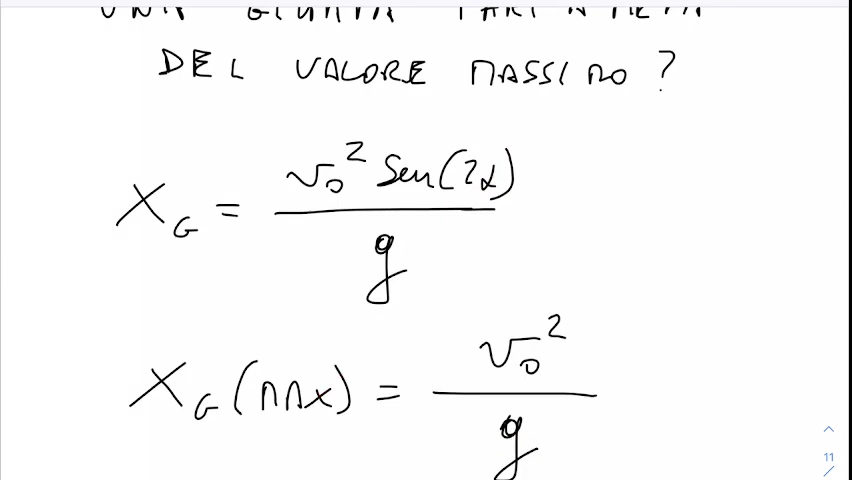 DEL VALORE MASSIMO?
X_G = v_0^2 Sen(2α) / g
X_G(MAX) = v_0^2 / g
11